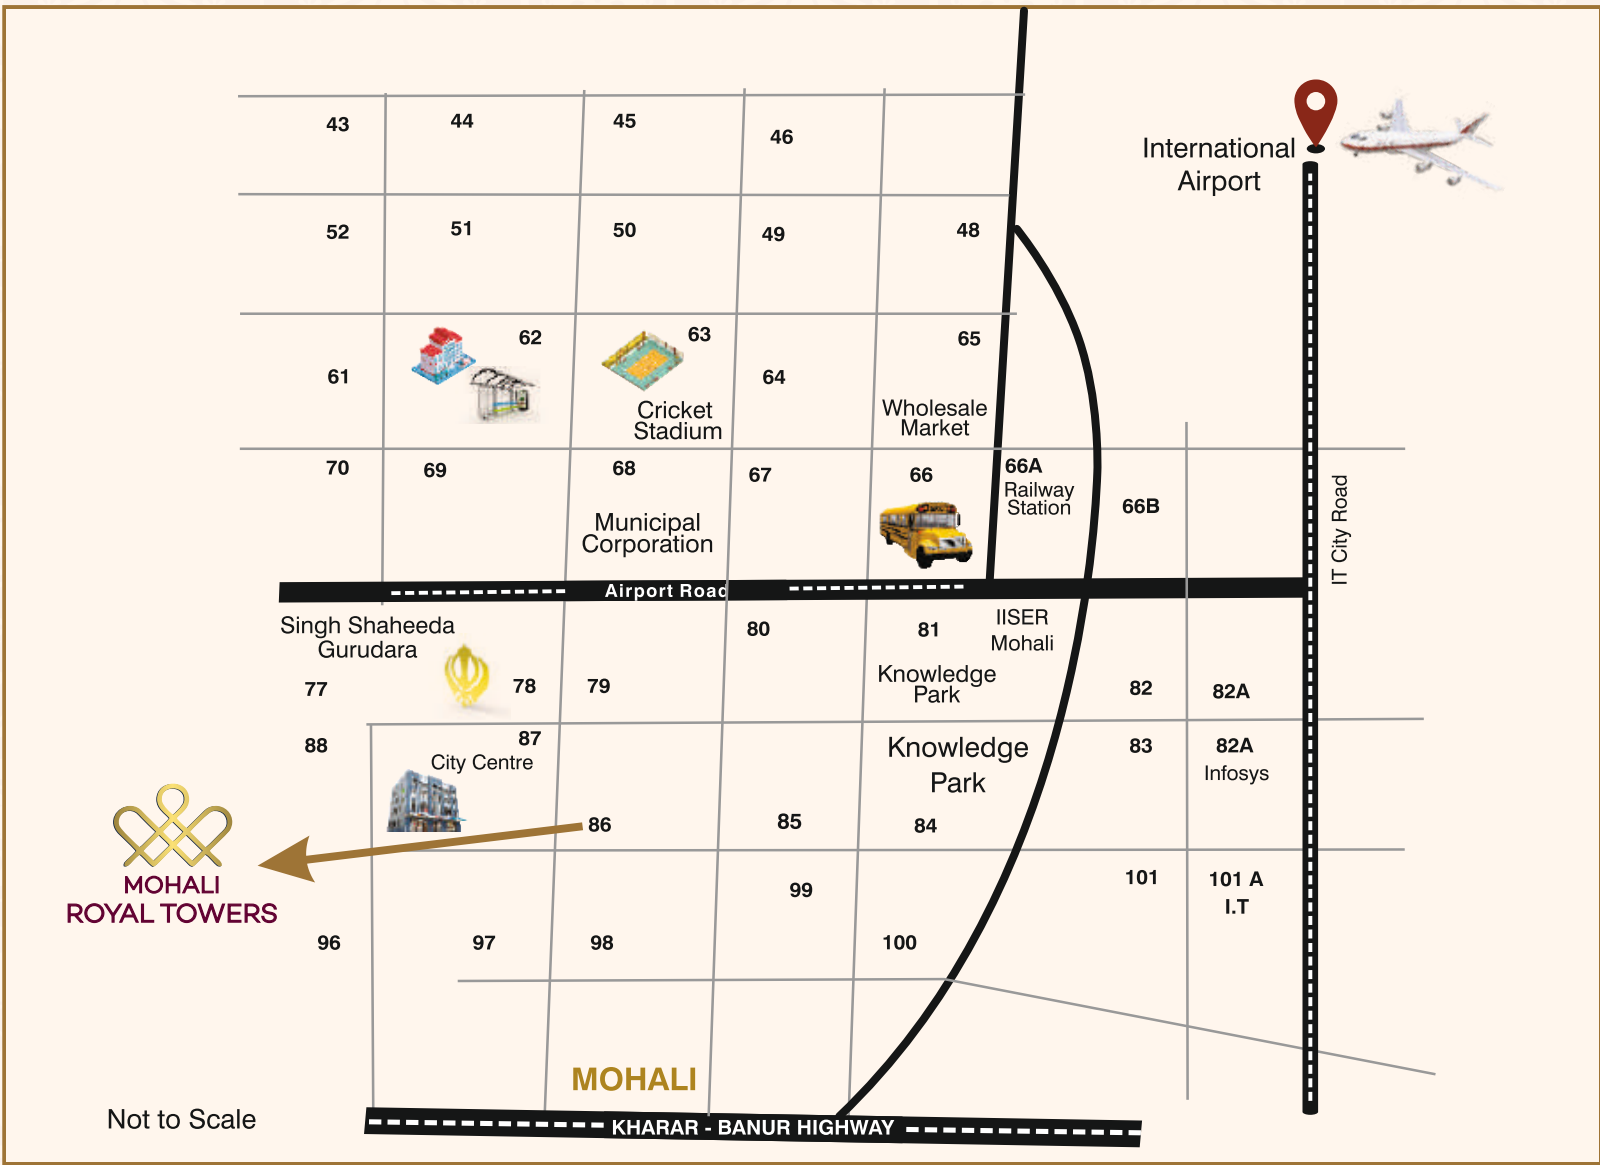 43
44
45
46
International
Airport
52
51
50
49
48
62
63
65
61
64
Cricket
Stadium
Wholesale
Market
70
69
68
67
66
66A
Railway
Station
66B
IT City Road
Municipal
Corporation
Airport Road
Singh Shaheeda
Gurudara
80
81
IISER
Mohali
Knowledge
Park
77
78
79
82
82A
88
87
City Centre
Knowledge
Park
83
82A
Infosys
86
85
84
MOHALI
ROYAL TOWERS
99
101
101 A
I.T
96
97
98
100
MOHALI
Not to Scale
KHARAR - BANUR HIGHWAY